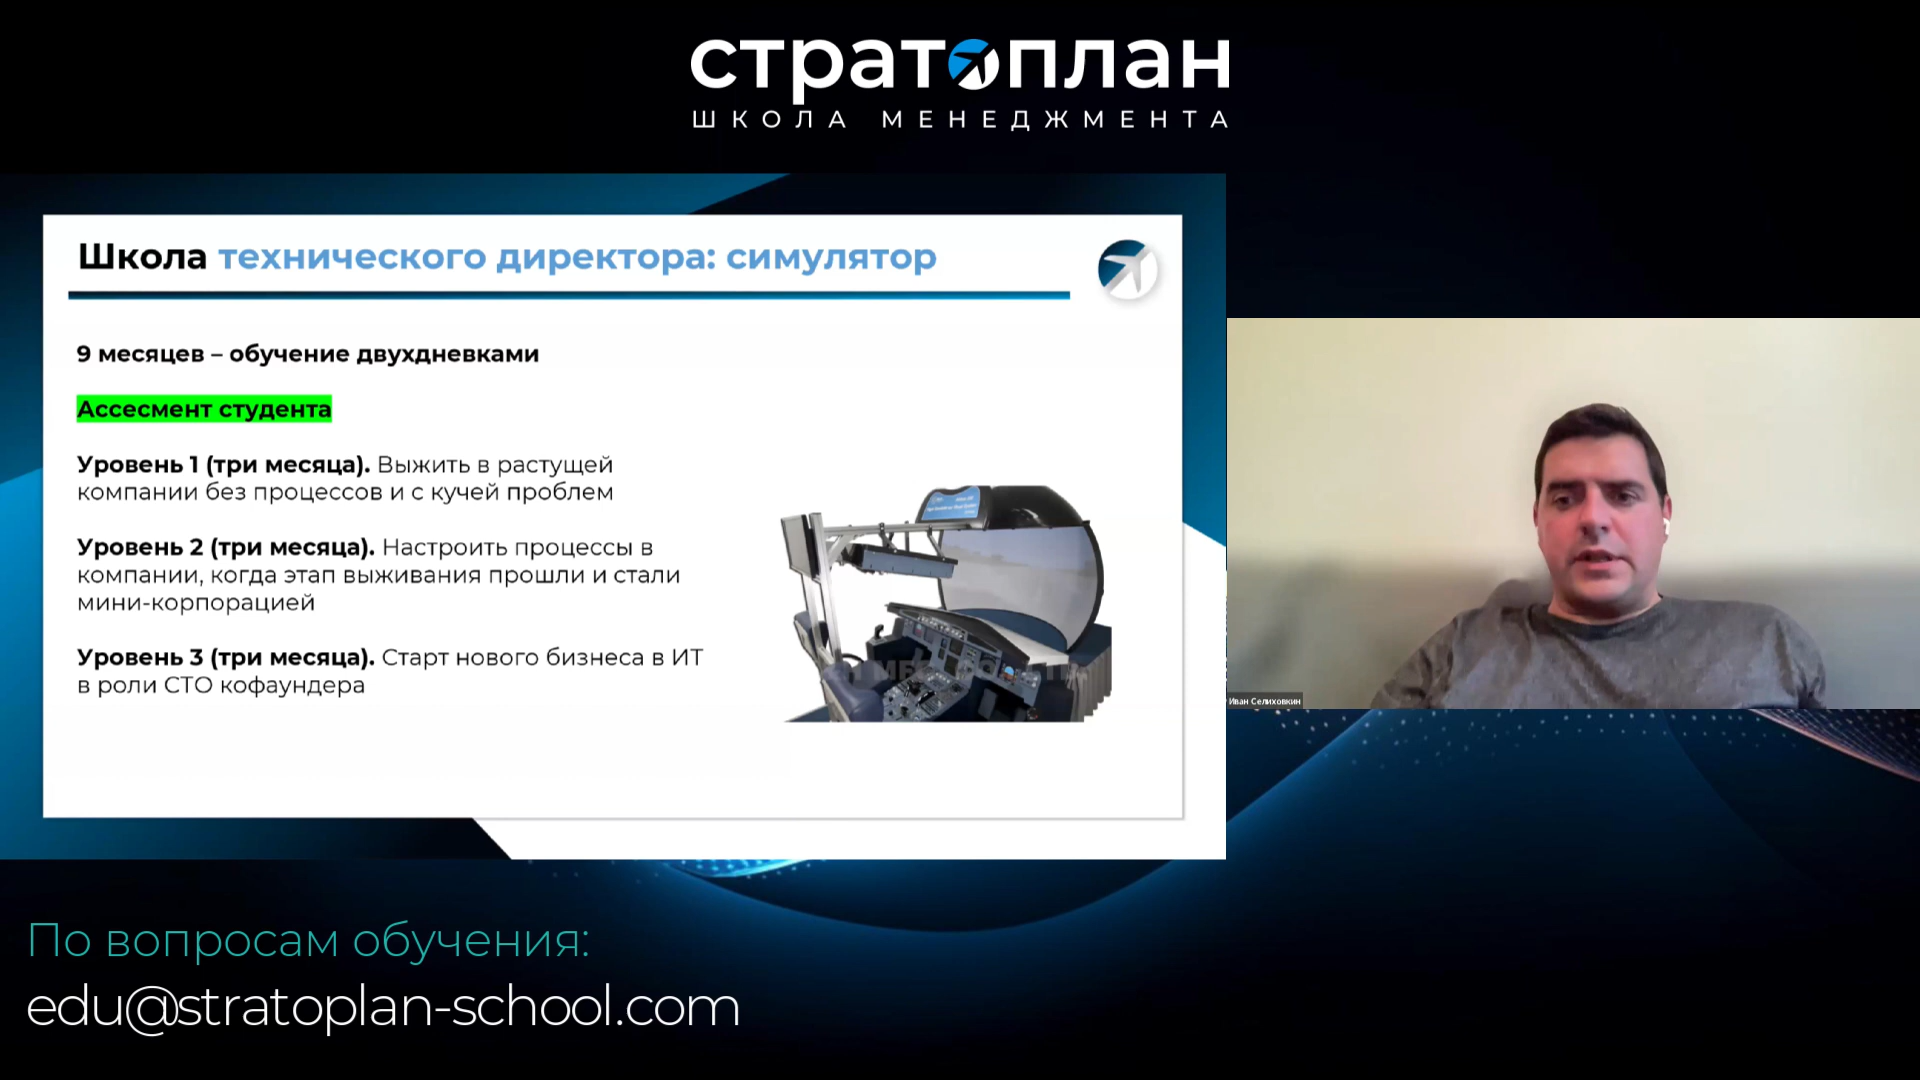 стратоплан
ШКОЛА МЕНЕДЖМЕНТА
Школа технического директора: симулятор
9 месяцев – обучение двухдневками
Ассесмент студента
Уровень 1 (три месяца). Выжить в растущей
компании без процессов и с кучей проблем
Уровень 2 (три месяца). Настроить процессы в
компании, когда этап выживания прошли и стали
мини-корпорацией
Уровень 3 (три месяца). Старт нового бизнеса в ИТ
в роли СТО кофаундера
Иван Селиховкин
По вопросам обучения:
edu@stratoplan-school.com